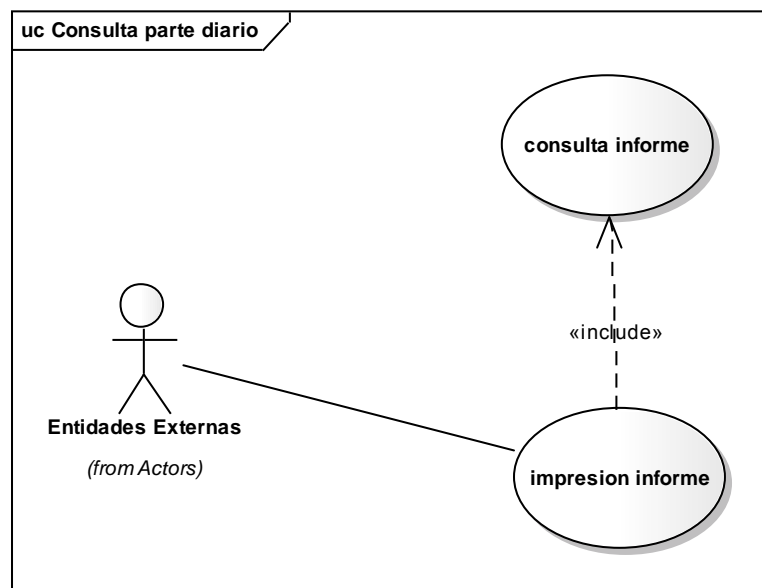 uc Consulta parte diario
consulta informe
«include»
Entidades Externas
(from Actors)
impresion informe